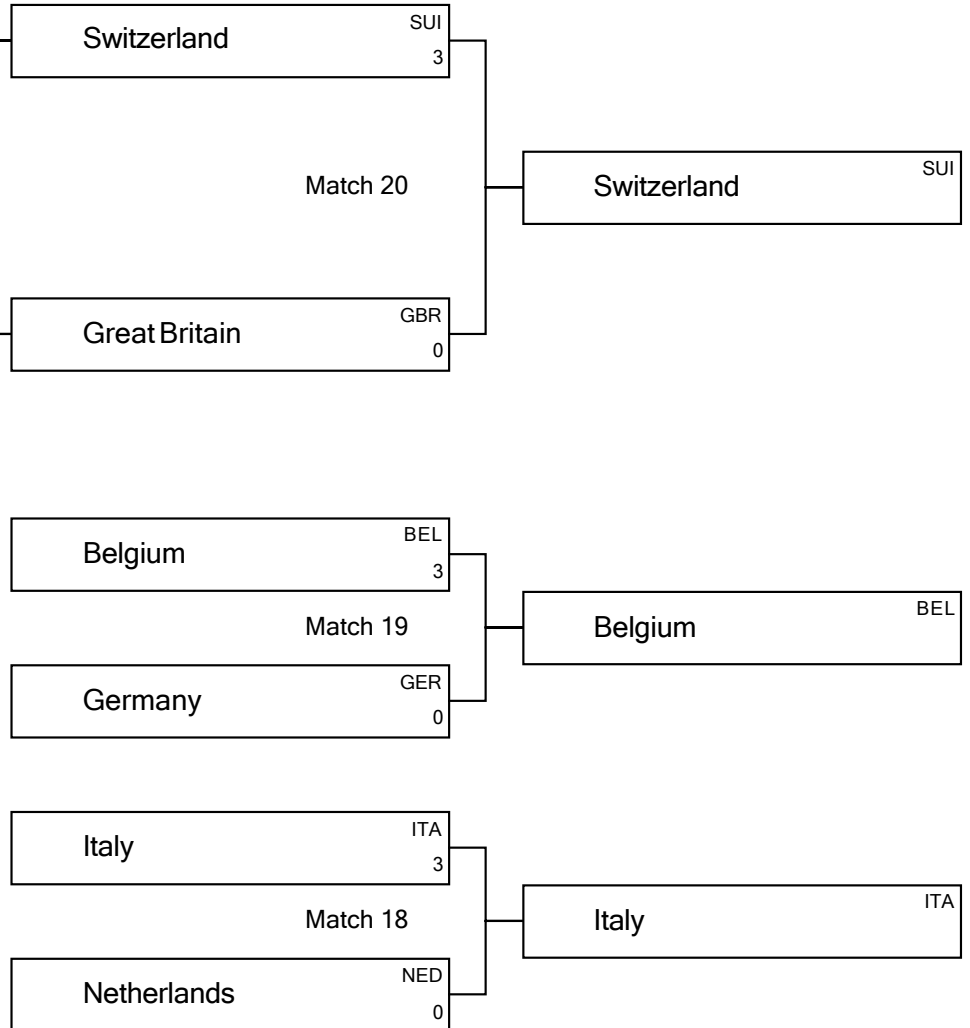 Switzerland SUI
3
Match 20
Switzerland SUI
Great Britain GBR
0
Belgium BEL
3
Match 19
Belgium BEL
Germany GER
0
Italy ITA
3
Match 18
Italy ITA
Netherlands NED
0